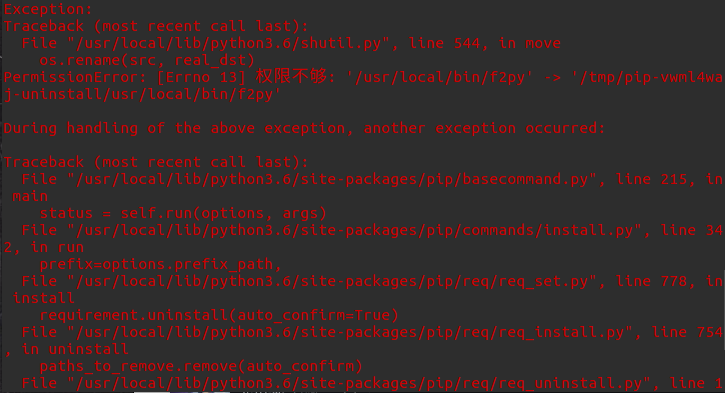 Exception:
Traceback (most recent call last):
  File "/usr/local/lib/python3.6/shutil.py", line 544, in move
    os.rename(src, real_dst)
PermissionError: [Errno 13] 权限不够: '/usr/local/bin/f2py' -> '/tmp/pip-vwml4wa
j-uninstall/usr/local/bin/f2py'
During handling of the above exception, another exception occurred:
Traceback (most recent call last):
  File "/usr/local/lib/python3.6/site-packages/pip/basecommand.py", line 215, in
 main
    status = self.run(options, args)
  File "/usr/local/lib/python3.6/site-packages/pip/commands/install.py", line 34
2, in run
    prefix=options.prefix_path,
  File "/usr/local/lib/python3.6/site-packages/pip/req/req_set.py", line 778, in
 install
    requirement.uninstall(auto_confirm=True)
  File "/usr/local/lib/python3.6/site-packages/pip/req/req_install.py", line 754
, in uninstall
    paths_to_remove.remove(auto_confirm)
  File "/usr/local/lib/python3.6/site-packages/pip/req/req_uninstall.py", line 1